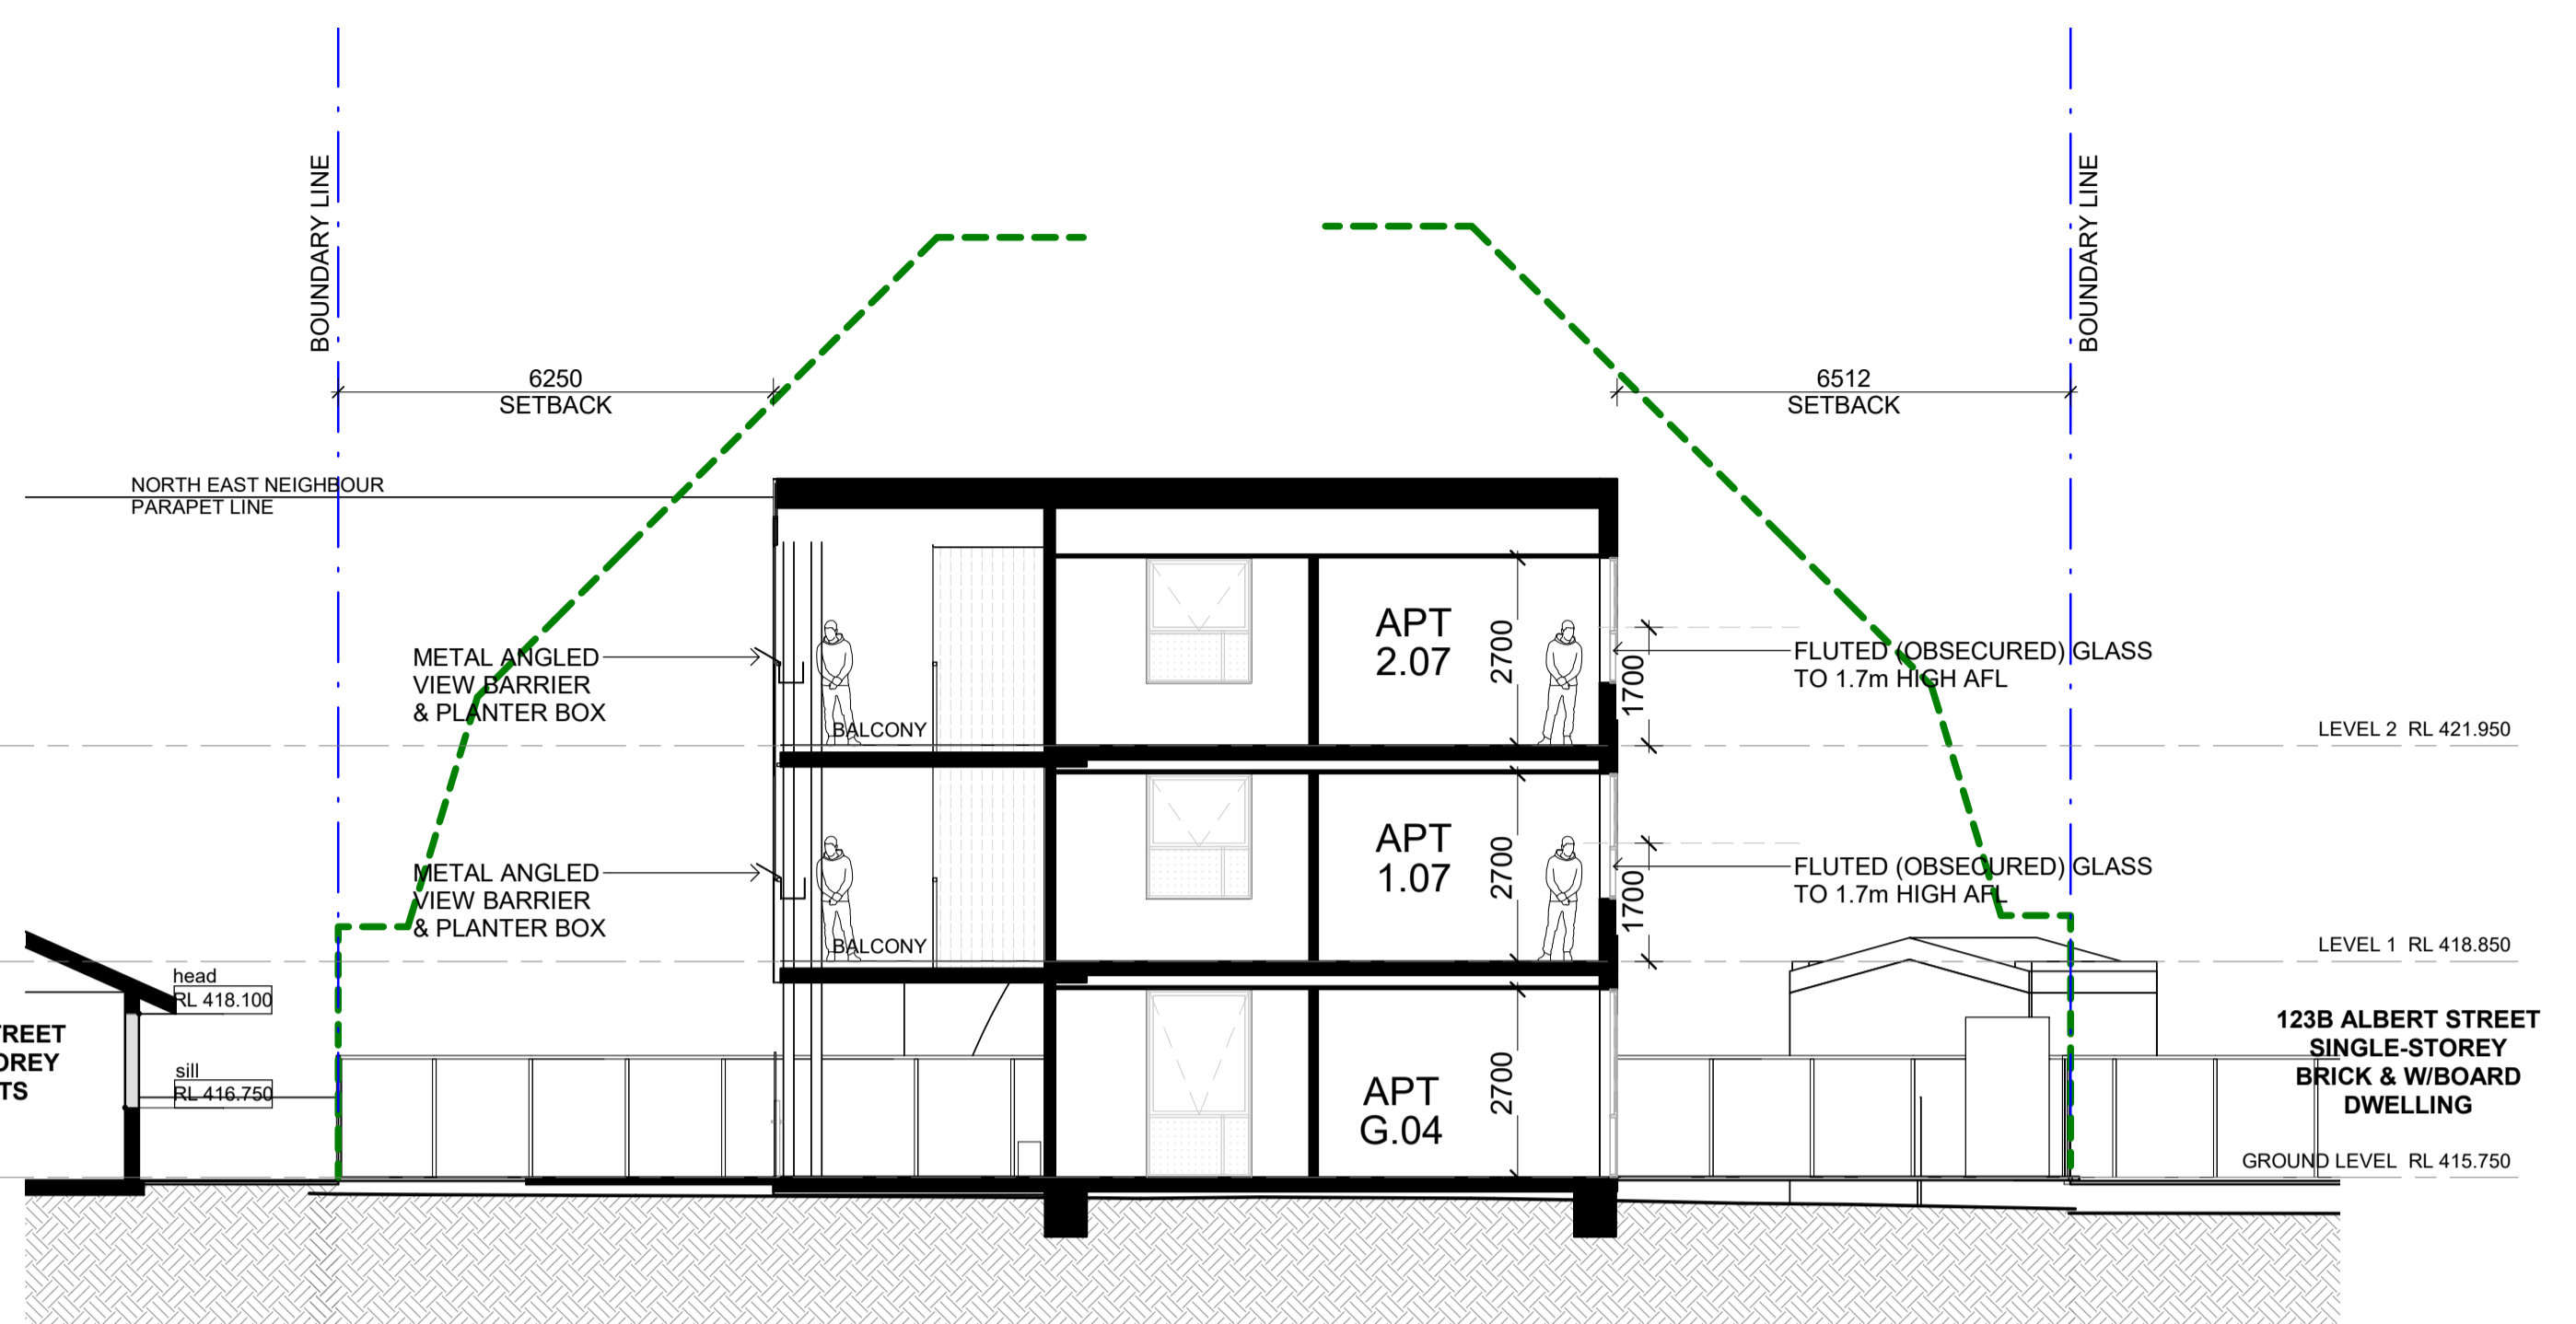 BOUNDARY LINE
BOUNDARY LINE
6250
SETBACK
6512
SETBACK
NORTH EAST NEIGHBOUR
PARAPET LINE
METAL ANGLED
VIEW BARRIER
& PLANTER BOX
BALCONY
APT
2.07
2700
1700
FLUTED (OBSECURED) GLASS
TO 1.7m HIGH AFL
LEVEL 2 RL 421.950
METAL ANGLED
VIEW BARRIER
& PLANTER BOX
BALCONY
APT
1.07
2700
1700
FLUTED (OBSECURED) GLASS
TO 1.7m HIGH AFL
LEVEL 1 RL 418.850
head
RL 418.100
sill
RL 416.750
TREET
OREY
TS
APT
G.04
2700
123B ALBERT STREET
SINGLE-STOREY
BRICK & W/BOARD
DWELLING
GROUND LEVEL RL 415.750